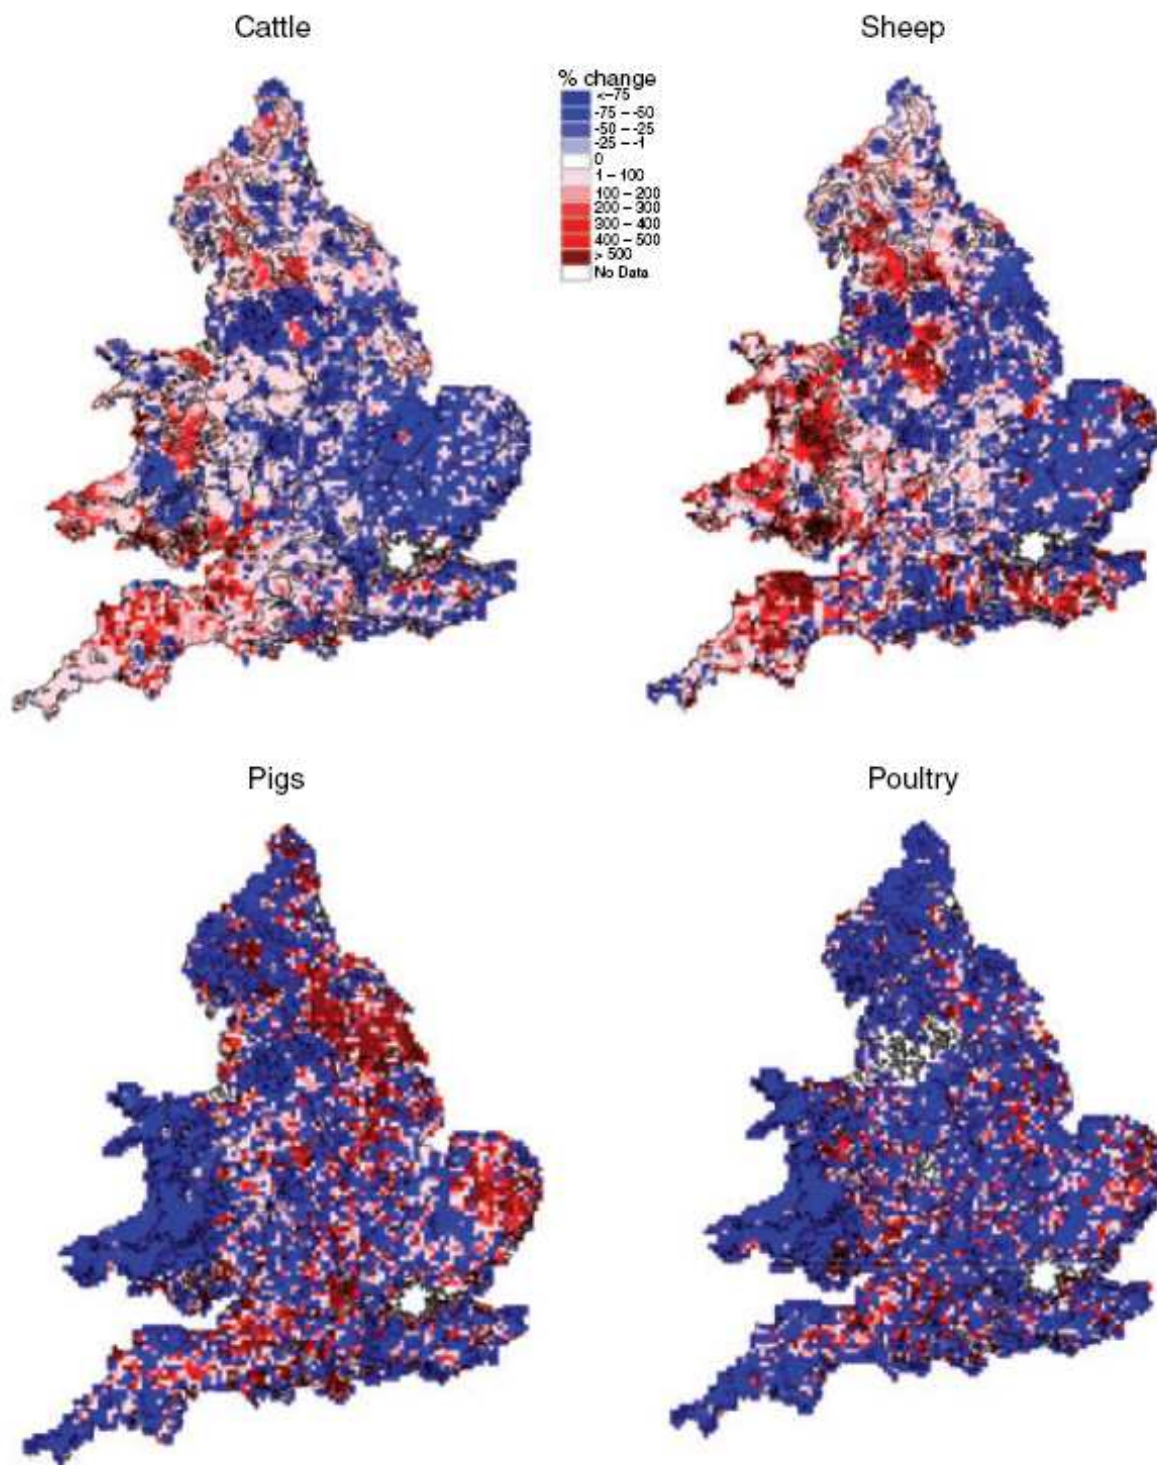 Cattle
Sheep
% change
<-75
-75 – -50
-50 – -25
-25 – -1
0
1 – 100
100 – 200
200 – 300
300 – 400
400 – 500
> 500
No Data
Pigs
Poultry